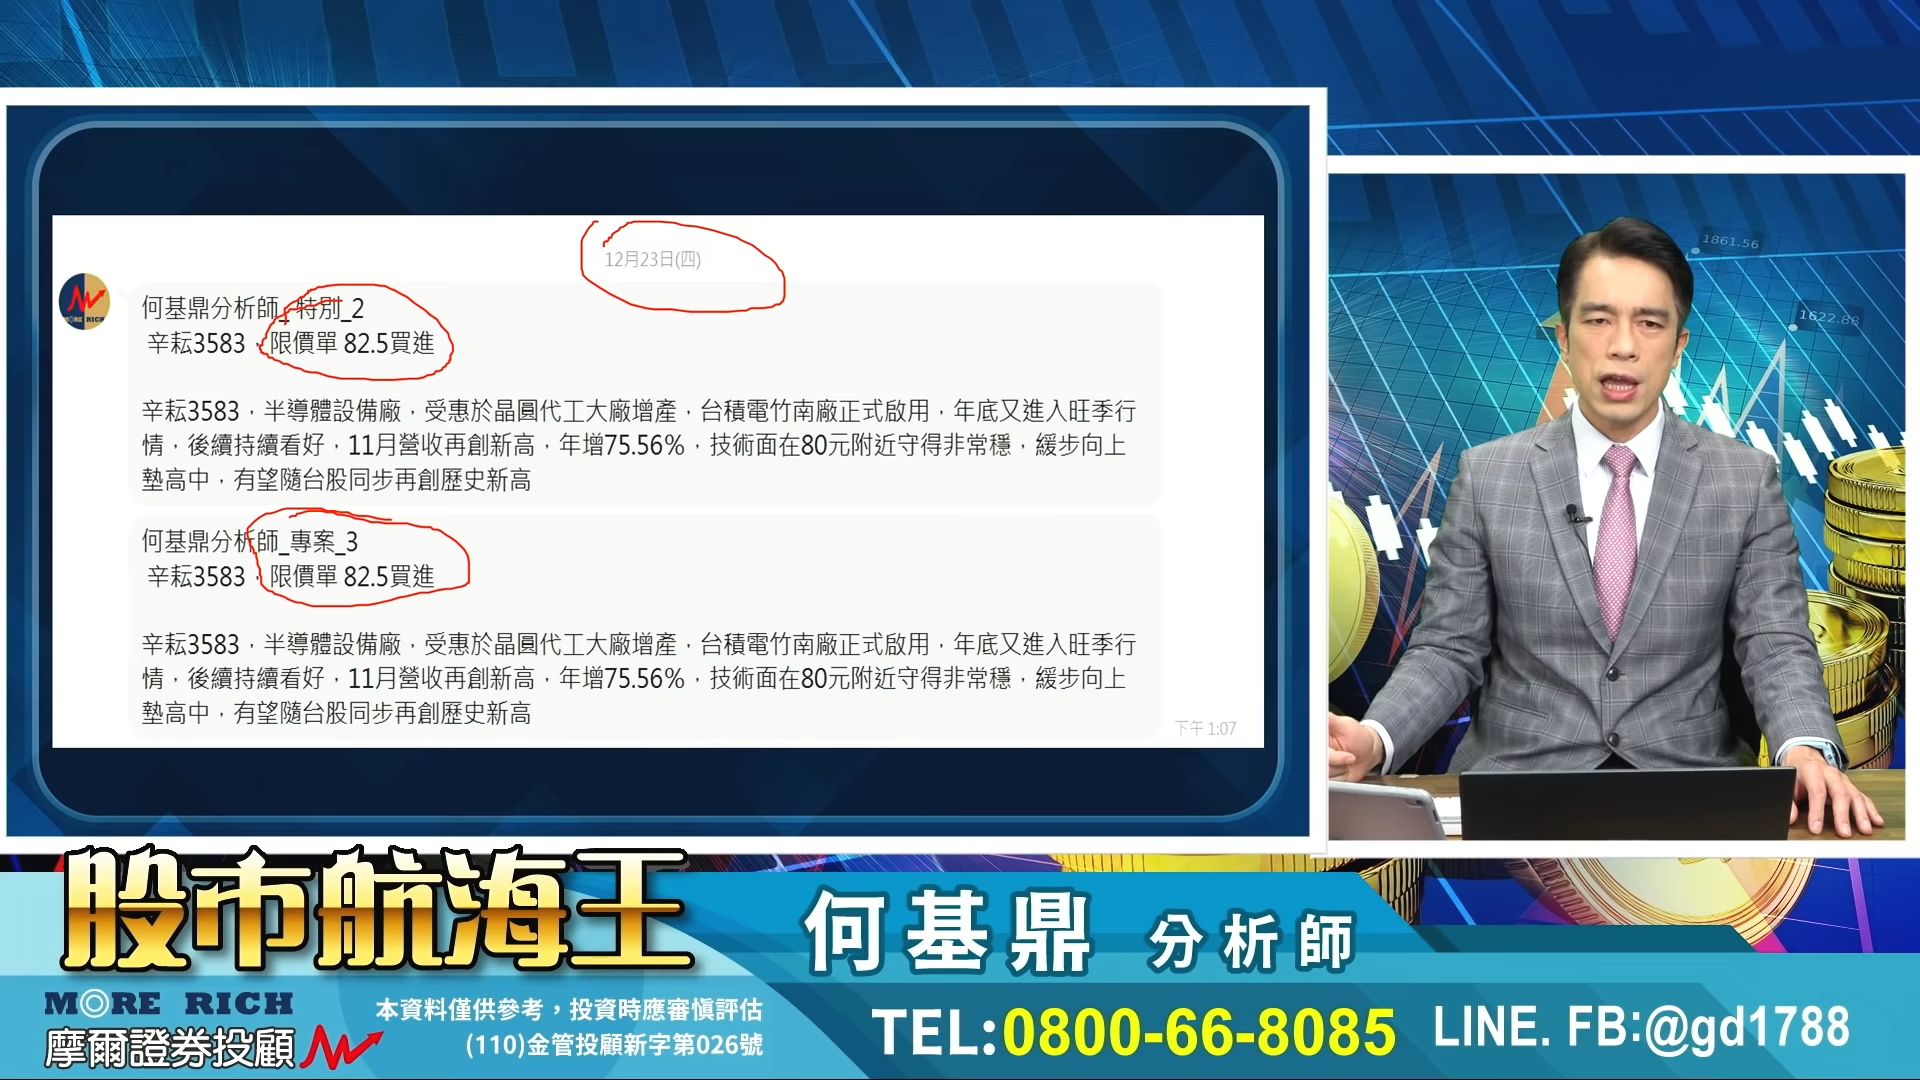 12月23日(四)
何基鼎分析師_特別_2
辛耘3583，限價單 82.5買進
辛耘3583，半導體設備廠，受惠於晶圓代工大廠增產，台積電竹南廠正式啟用，年底又進入旺季行
情，後續持續看好，11月營收再創新高，年增75.56%，技術面在80元附近守得非常穩，緩步向上
墊高中，有望隨台股同步再創歷史新高
何基鼎分析師_專案_3
辛耘3583，限價單 82.5買進
辛耘3583，半導體設備廠，受惠於晶圓代工大廠增產，台積電竹南廠正式啟用，年底又進入旺季行
情，後續持續看好，11月營收再創新高，年增75.56%，技術面在80元附近守得非常穩，緩步向上
墊高中，有望隨台股同步再創歷史新高
下午 1:07
MORE RICH
1861.56
1622.88
股市航海王
何基鼎 分析師
MORE RICH
摩爾證券投顧
本資料僅供參考，投資時應審慎評估
(110)金管投顧新字第026號
TEL:0800-66-8085
LINE. FB:@gd1788